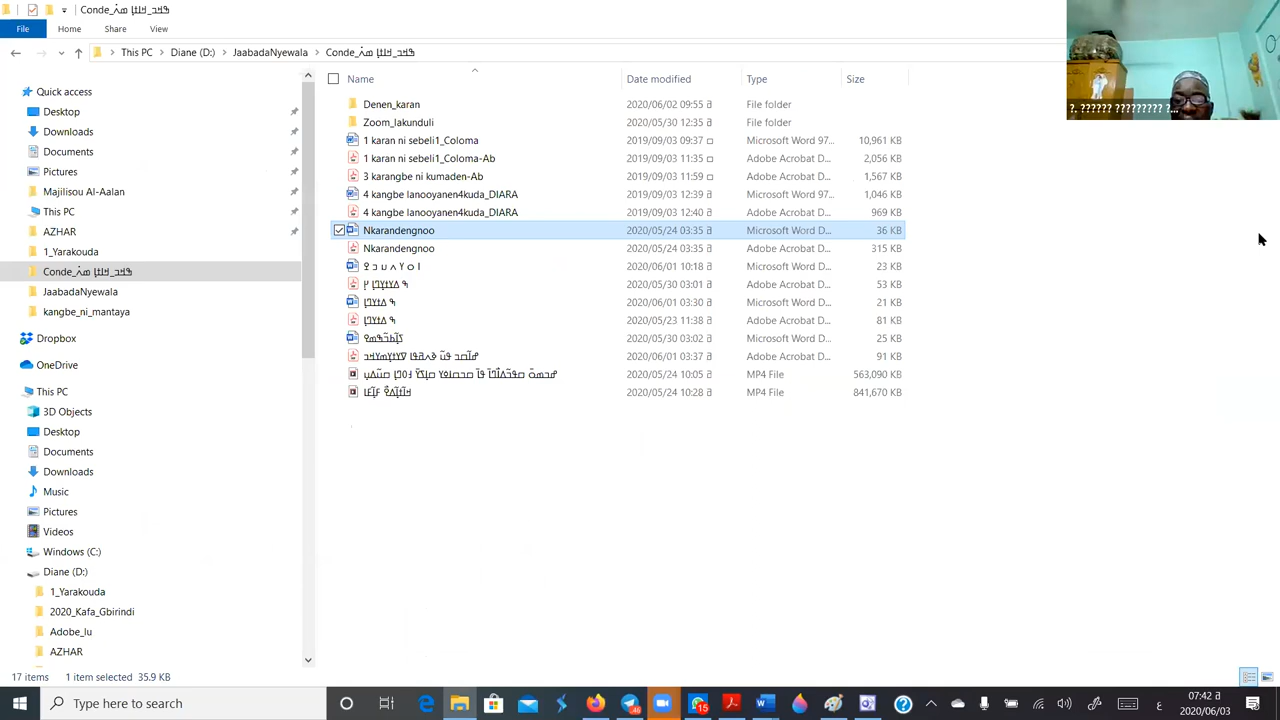 Conde_
File Home Share View
This PC Diane (D:) JaabadaNyewala Conde_
Name Date modified Type Size
Quick access
Desktop
Downloads
Documents
Pictures
Majilisou Al-Aalan
This PC
AZHAR
1_Yarakouda
Conde_
JaabadaNyewala
kangbe_ni_mantaya
Dropbox
OneDrive
This PC
3D Objects
Desktop
Documents
Downloads
Music
Pictures
Videos
Windows (C:)
Diane (D:)
1_Yarakouda
2020_Kafa_Gbirindi
Adobe_lu
AZHAR
Denen_karan 2020/06/02 09:55 File folder
Zoom_lakunduli 2020/05/30 12:35 File folder
1 karan ni sebeli1_Coloma 2019/09/03 09:37 Microsoft Word 97... 10,961 KB
1 karan ni sebeli1_Coloma-Ab 2019/09/03 11:35 Adobe Acrobat D... 2,056 KB
3 karangbe ni kumaden-Ab 2019/09/03 11:59 Adobe Acrobat D... 1,567 KB
4 kangbe lanooyanen4kuda_DIARA 2019/09/03 12:39 Microsoft Word 97... 1,046 KB
4 kangbe lanooyanen4kuda_DIARA 2019/09/03 12:40 Adobe Acrobat D... 969 KB
Nkarandengnoo 2020/05/24 03:35 Microsoft Word D... 36 KB
Nkarandengnoo 2020/05/24 03:35 Adobe Acrobat D... 315 KB
2020/06/01 10:18 Microsoft Word D... 23 KB
2020/05/30 03:01 Adobe Acrobat D... 53 KB
2020/06/01 03:30 Microsoft Word D... 21 KB
2020/05/23 11:38 Adobe Acrobat D... 81 KB
2020/05/30 03:02 Microsoft Word D... 25 KB
2020/06/01 03:37 Adobe Acrobat D... 91 KB
2020/05/24 10:05 MP4 File 563,090 KB
2020/05/24 10:28 MP4 File 841,670 KB
?. ?????? ????????? ?...
17 items 1 item selected 35.9 KB
Type here to search
46
15
ع
07:42
2020/06/03